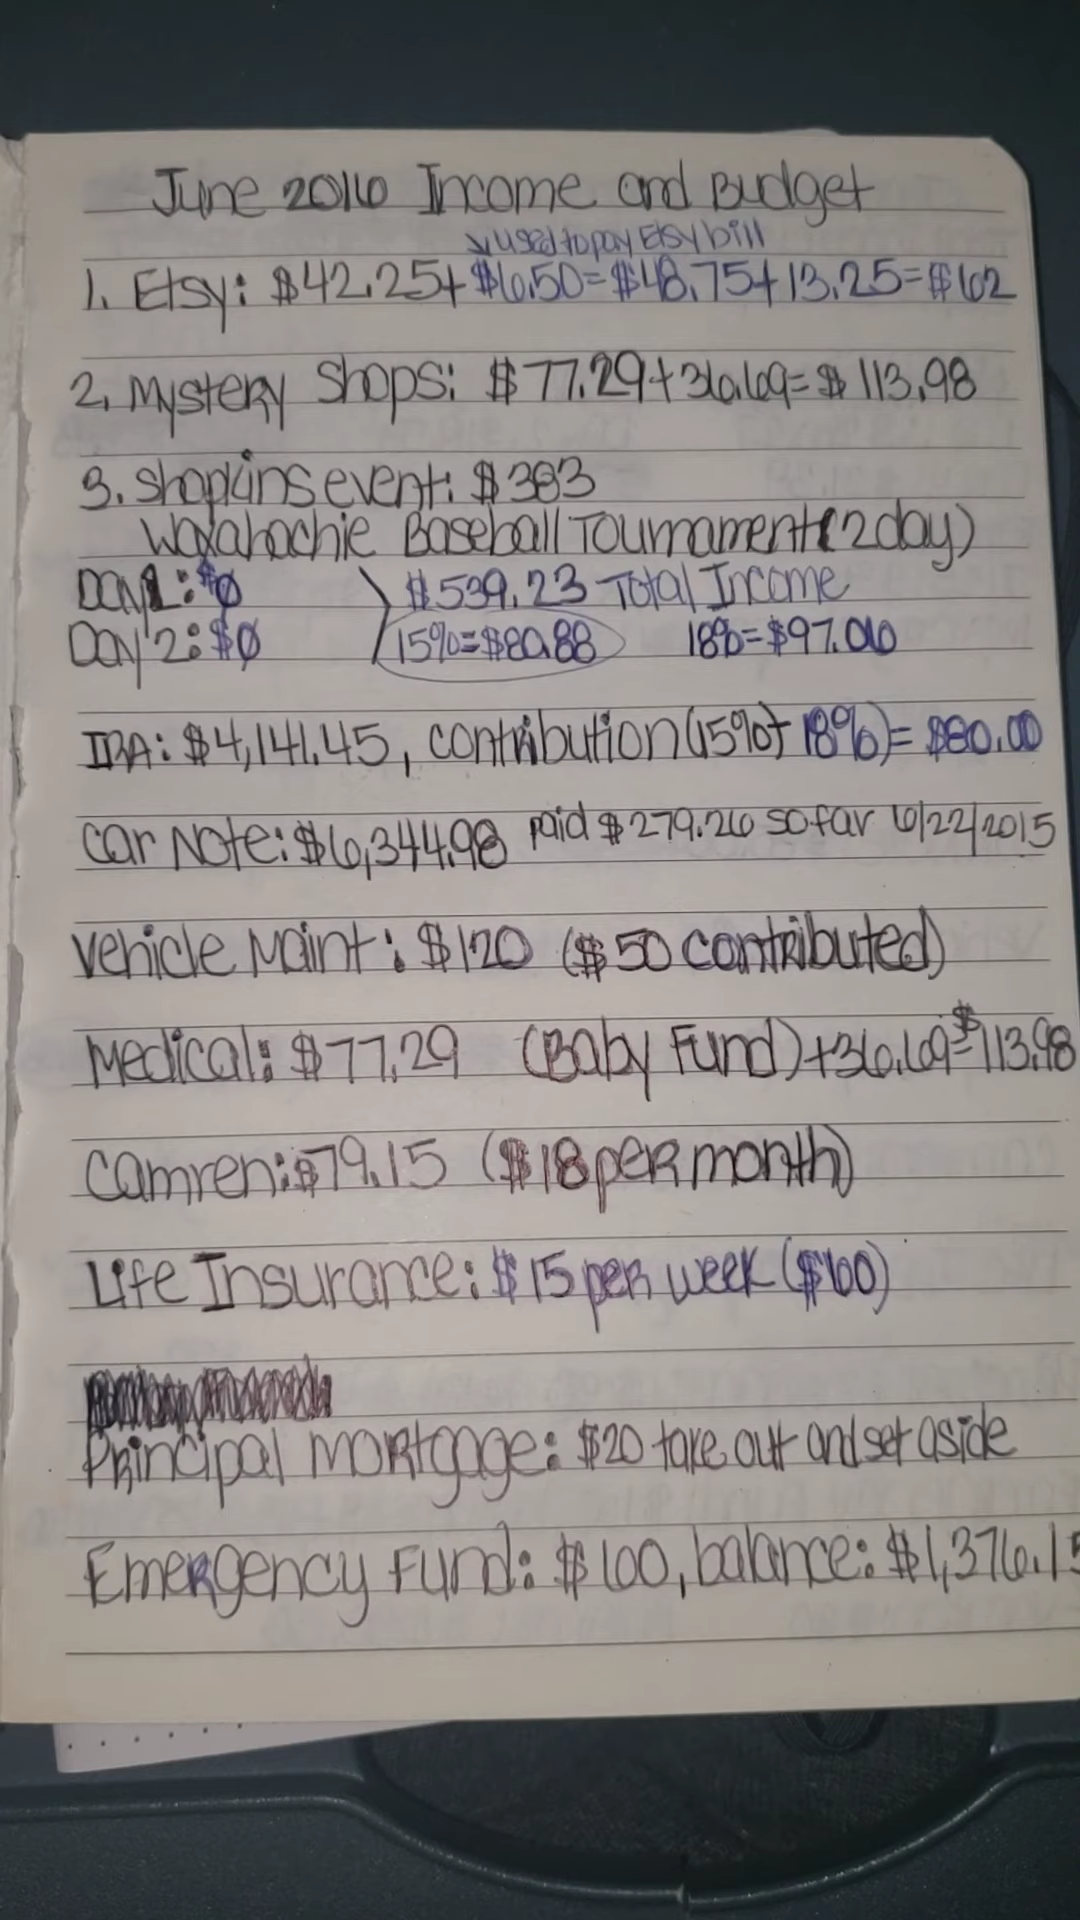 June 2016 Income and Budget
↙ used to pay Etsy bill
1. Etsy: $42.25+ $6.50=$48.75+13.25=$62
2. Mystery Shops: $77.29+36.69=$113.98
3. Shopkins event: $383
Waxahachie Baseball Tournament (2day)
Day 1: $0
$539.23 Total Income
Day 2: $0
15%=$80.88 18%=$97.06
IRA: $4,141.45, contribution (15%+18%)=$80.00
Car Note: $6,344.98 paid $279.26 so far 6/22/2015
Vehicle Maint: $120 ($50 contributed)
Medical: $77.29 (Baby Fund)+36.69=$113.98
Camren: $79.15 ($18 per month)
Life Insurance: $15 per week ($60)
Principal Mortgage: $20 take out and set aside
Emergency Fund: $100, balance: $1,376.15